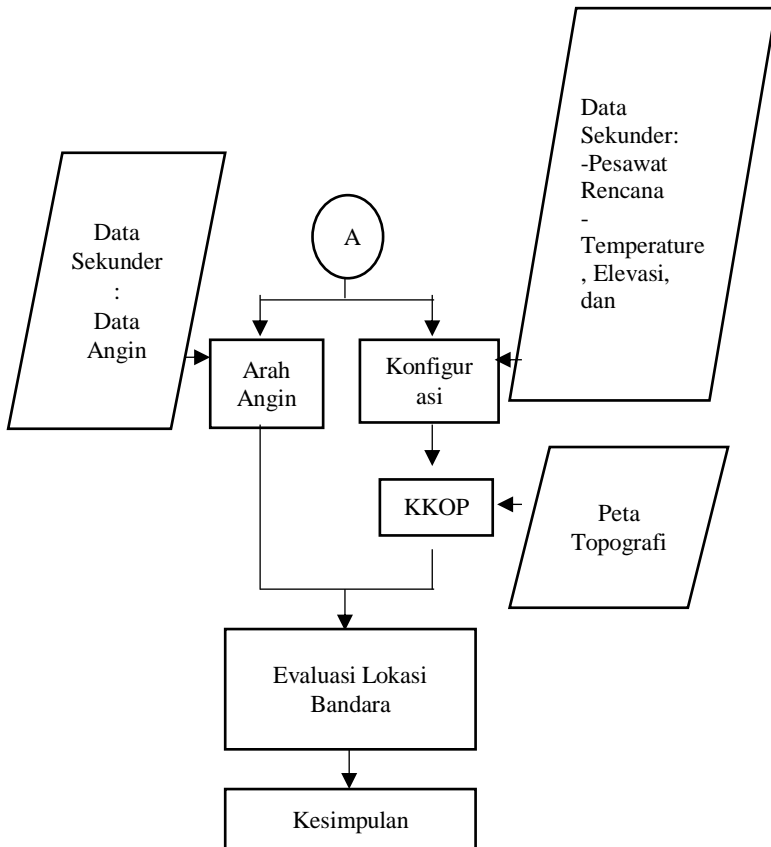 Data
Sekunder:
-Pesawat
Rencana
-
Temperature
, Elevasi,
dan
Data
Sekunder
:
Data
Angin
A
Arah
Angin
Konfigur
asi
KKOP
Peta
Topografi
Evaluasi Lokasi
Bandara
Kesimpulan